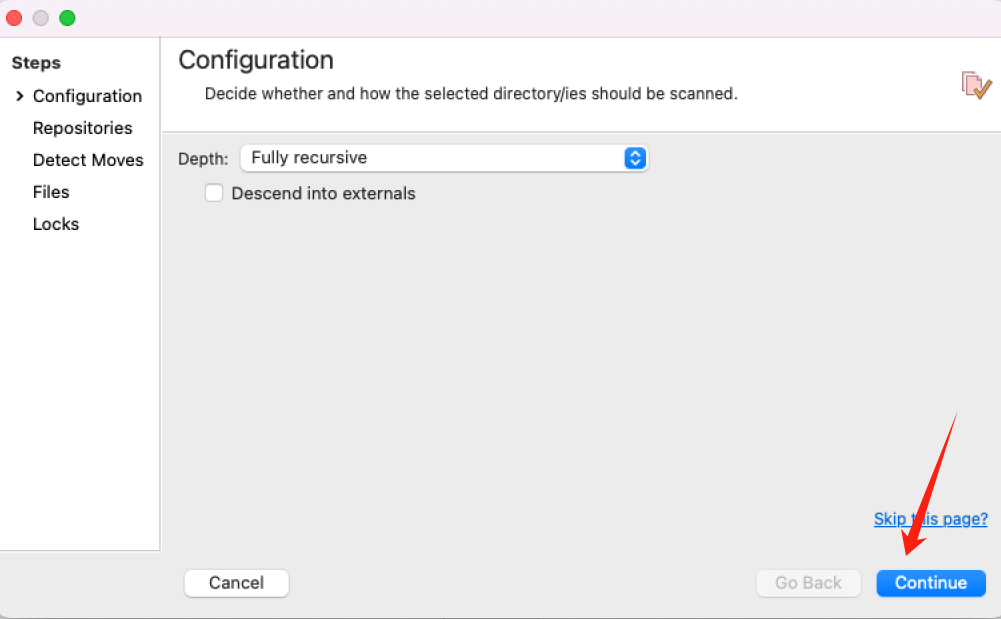 Steps
Configuration
Repositories
Detect Moves
Files
Locks
Configuration
Decide whether and how the selected directory/ies should be scanned.
Depth: Fully recursive
Descend into externals
Skip this page?
Cancel
Go Back
Continue